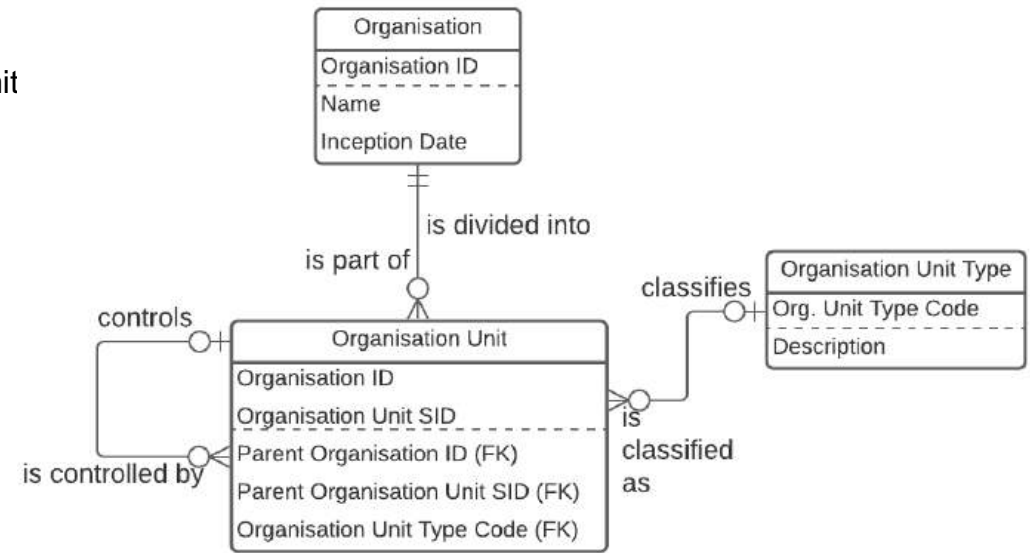 Organisation
Organisation ID
Name
Inception Date
is divided into
is part of
Organisation Unit Type
Org. Unit Type Code
Description
classifies
controls
Organisation Unit
Organisation ID
Organisation Unit SID
Parent Organisation ID (FK)
Parent Organisation Unit SID (FK)
Organisation Unit Type Code (FK)
is controlled by
is
classified
as